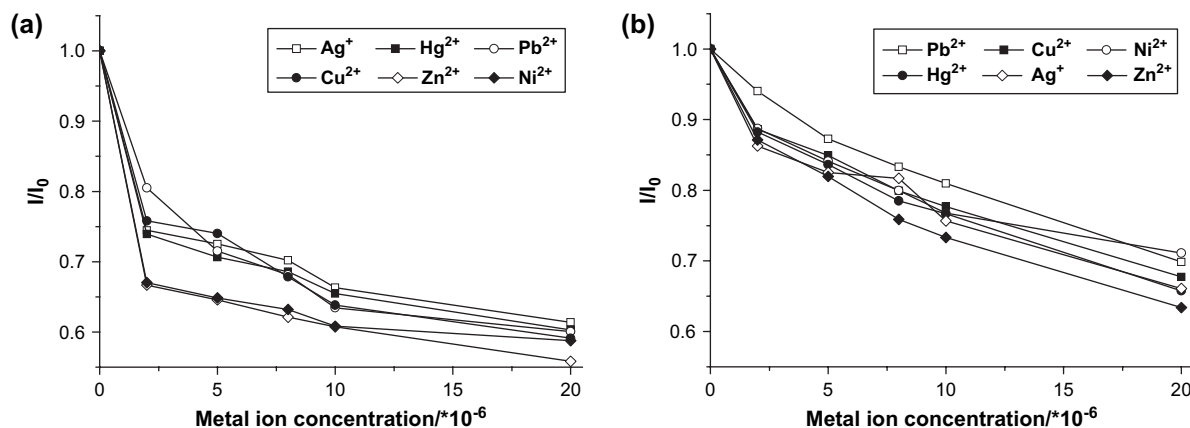 (a)
Ag+ Hg2+ Pb2+
Cu2+ Zn2+ Ni2+
1.0
0.9
0.8
0.7
0.6
I/I0
0 5 10 15 20
Metal ion concentration/*10-6
(b)
Pb2+ Cu2+ Ni2+
Hg2+ Ag+ Zn2+
1.0
0.9
0.8
0.7
0.6
I/I0
0 5 10 15 20
Metal ion concentration/*10-6